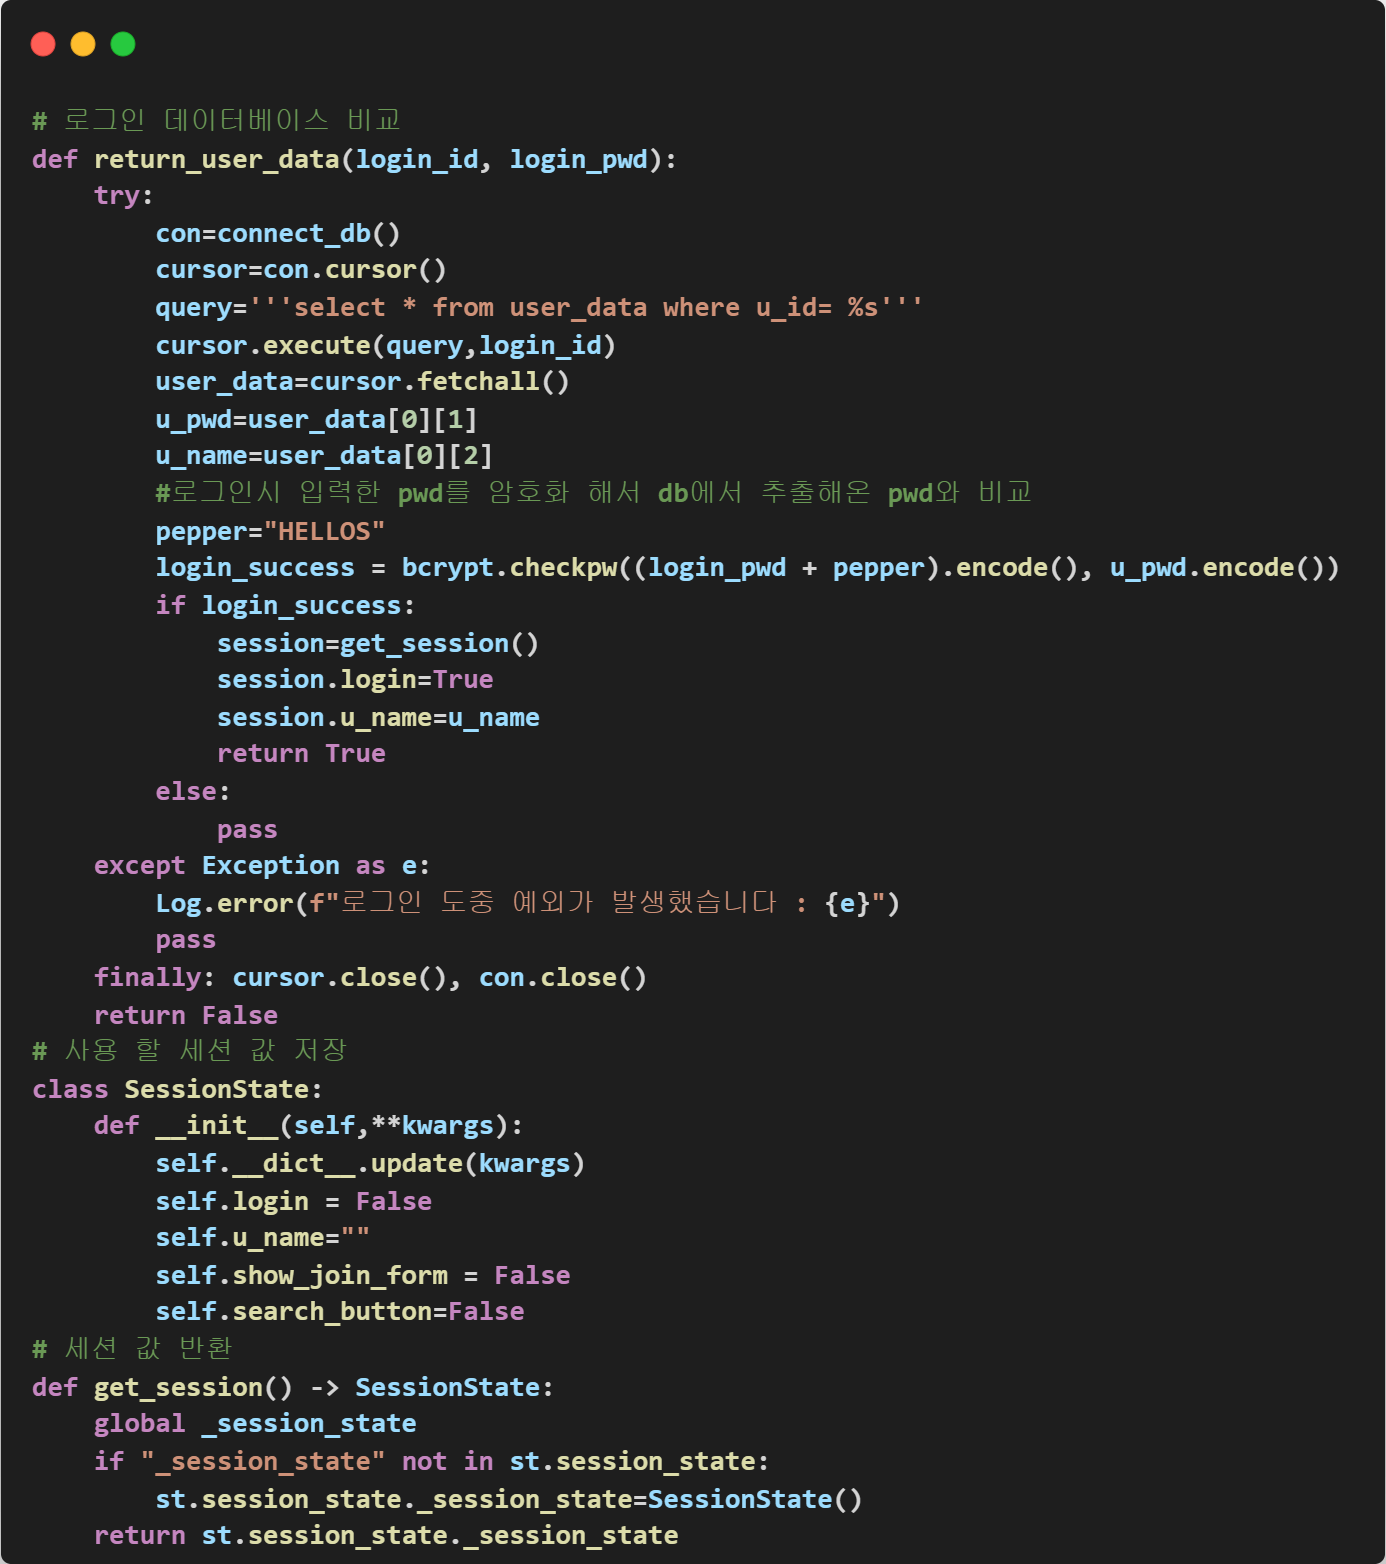 # 로그인 데이터베이스 비교
def return_user_data(login_id, login_pwd):
    try:
        con=connect_db()
        cursor=con.cursor()
        query='''select * from user_data where u_id= %s'''
        cursor.execute(query,login_id)
        user_data=cursor.fetchall()
        u_pwd=user_data[0][1]
        u_name=user_data[0][2]
        #로그인시 입력한 pwd를 암호화 해서 db에서 추출해온 pwd와 비교
        pepper="HELLOS"
        login_success = bcrypt.checkpw((login_pwd + pepper).encode(), u_pwd.encode())
        if login_success:
            session=get_session()
            session.login=True
            session.u_name=u_name
            return True
        else:
            pass
    except Exception as e:
        Log.error(f"로그인 도중 예외가 발생했습니다 : {e}")
        pass
    finally: cursor.close(), con.close()
    return False
# 사용 할 세션 값 저장
class SessionState:
    def __init__(self,**kwargs):
        self.__dict__.update(kwargs)
        self.login = False
        self.u_name=""
        self.show_join_form = False
        self.search_button=False
# 세션 값 반환
def get_session() -> SessionState:
    global _session_state
    if "_session_state" not in st.session_state:
        st.session_state._session_state=SessionState()
    return st.session_state._session_state